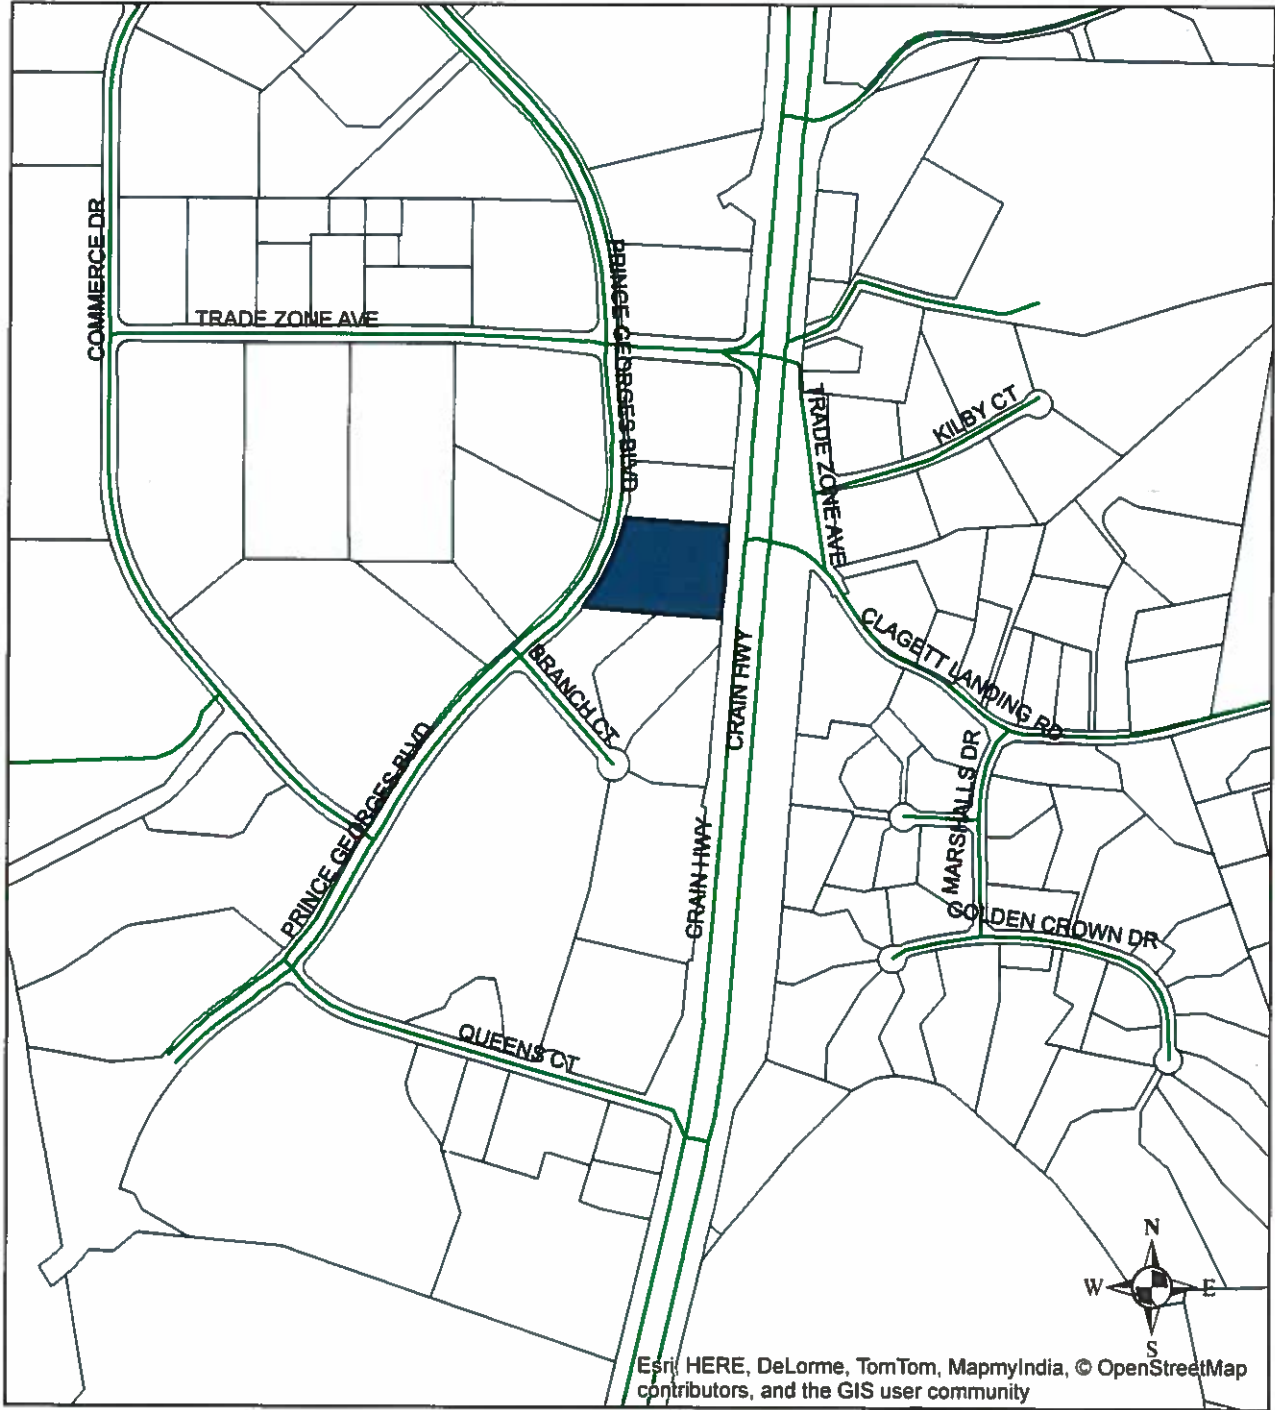 COMMERCE DR
TRADE ZONE AVE
PRINCE GEORGES BLVD
KILBY CT
TRADE ZONE AVE
CLAGETT LANDING RD
BRANCH CT
CRAIN HWY
PRINCE GEORGES BLVD
MARSHALLS DR
CRAIN HWY
GOLDEN CROWN DR
QUEENS CT
N
W
E
S
Esri, HERE, DeLorme, TomTom, MapmyIndia, © OpenStreetMap
contributors, and the GIS user community